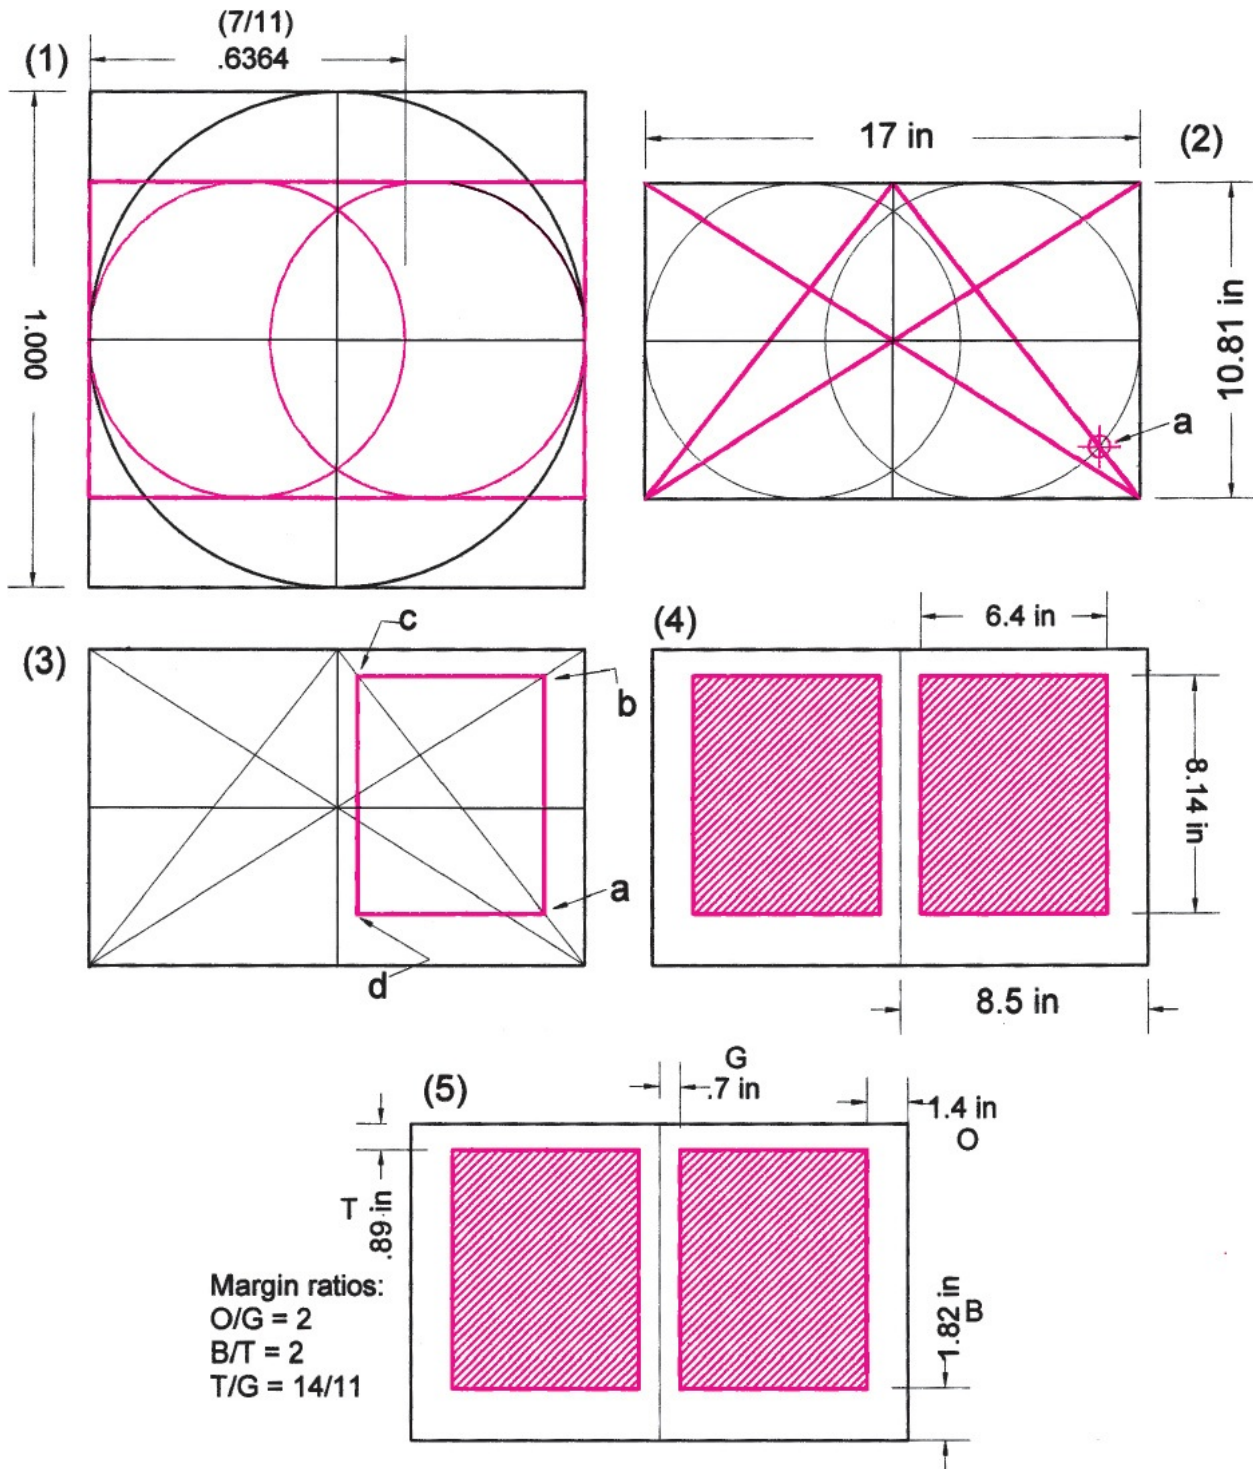 (1)
(7/11)
.6364
1.000
(2)
17 in
10.81 in
a
(3)
c
b
a
d
(4)
6.4 in
8.14 in
8.5 in
(5)
G
.7 in
1.4 in
O
T
.89 in
1.82 in
B
Margin ratios:
O/G = 2
B/T = 2
T/G = 14/11